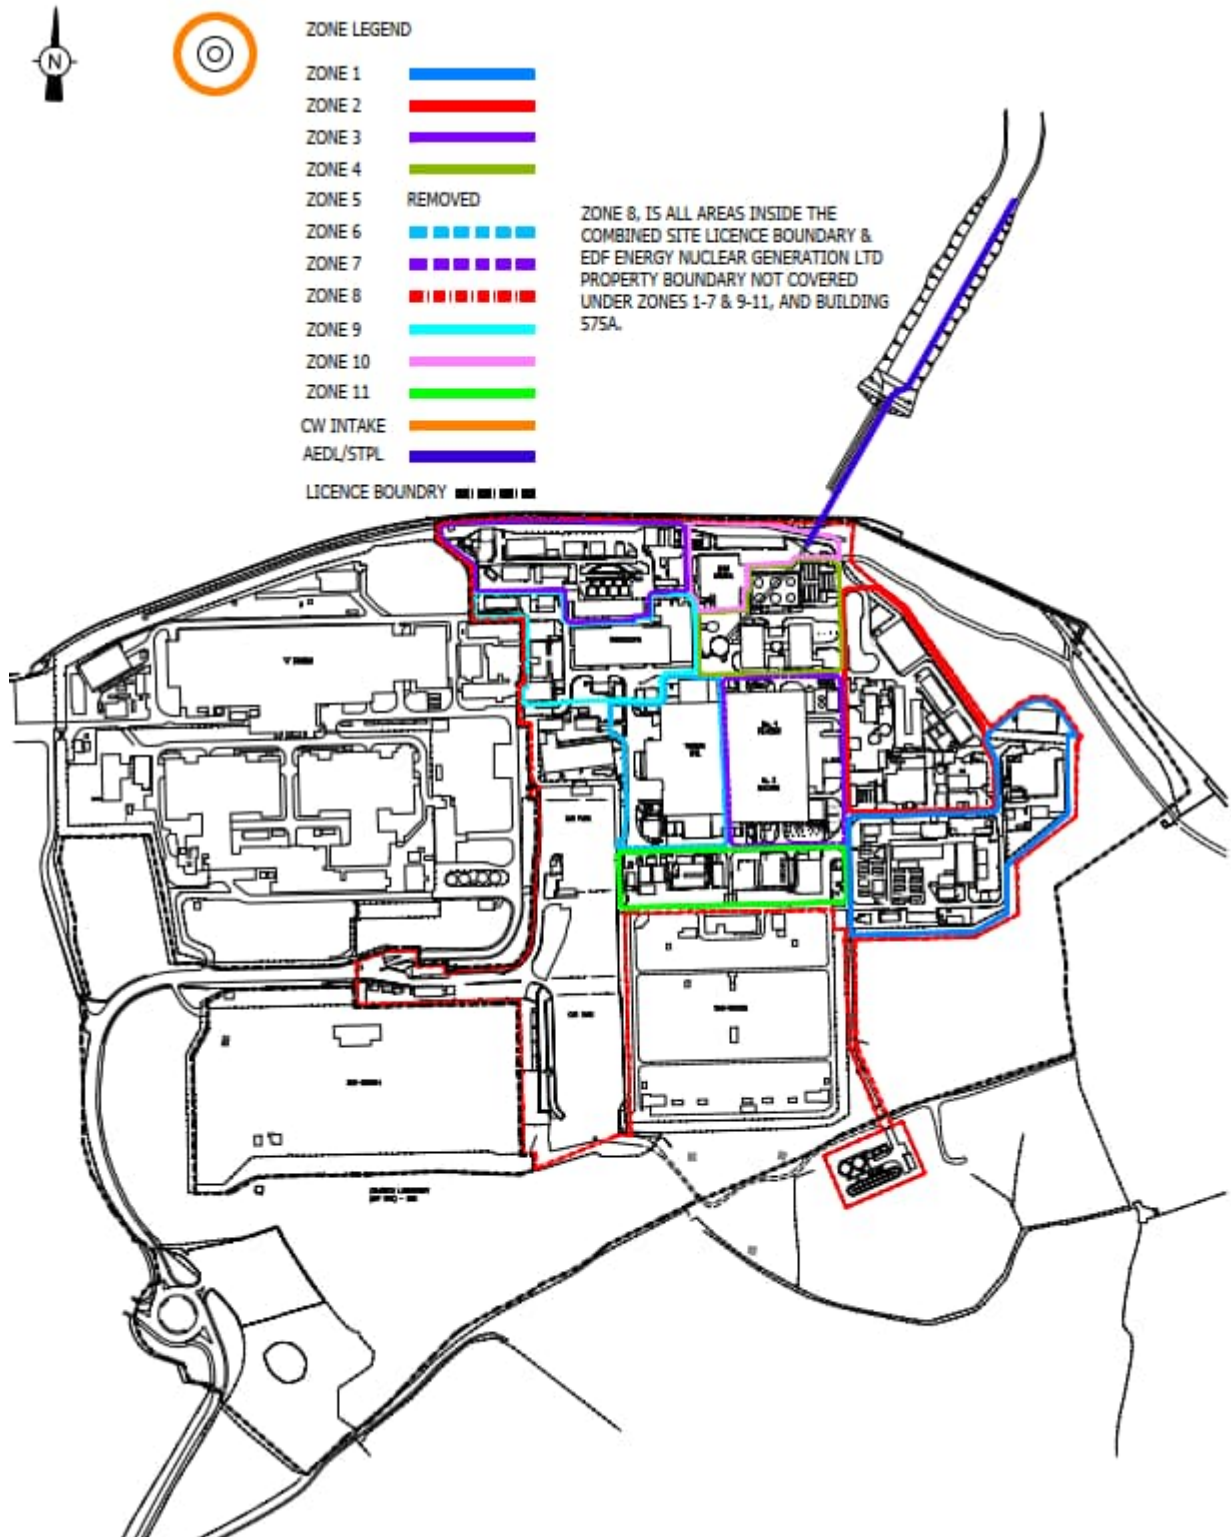 N
ZONE LEGEND
ZONE 1
ZONE 2
ZONE 3
ZONE 4
ZONE 5 REMOVED
ZONE 6
ZONE 7
ZONE 8
ZONE 9
ZONE 10
ZONE 11
CW INTAKE
AEDL/STPL
LICENCE BOUNDRY
ZONE 8, IS ALL AREAS INSIDE THE
COMBINED SITE LICENCE BOUNDARY &
EDF ENERGY NUCLEAR GENERATION LTD
PROPERTY BOUNDARY NOT COVERED
UNDER ZONES 1-7 & 9-11, AND BUILDING
575A.